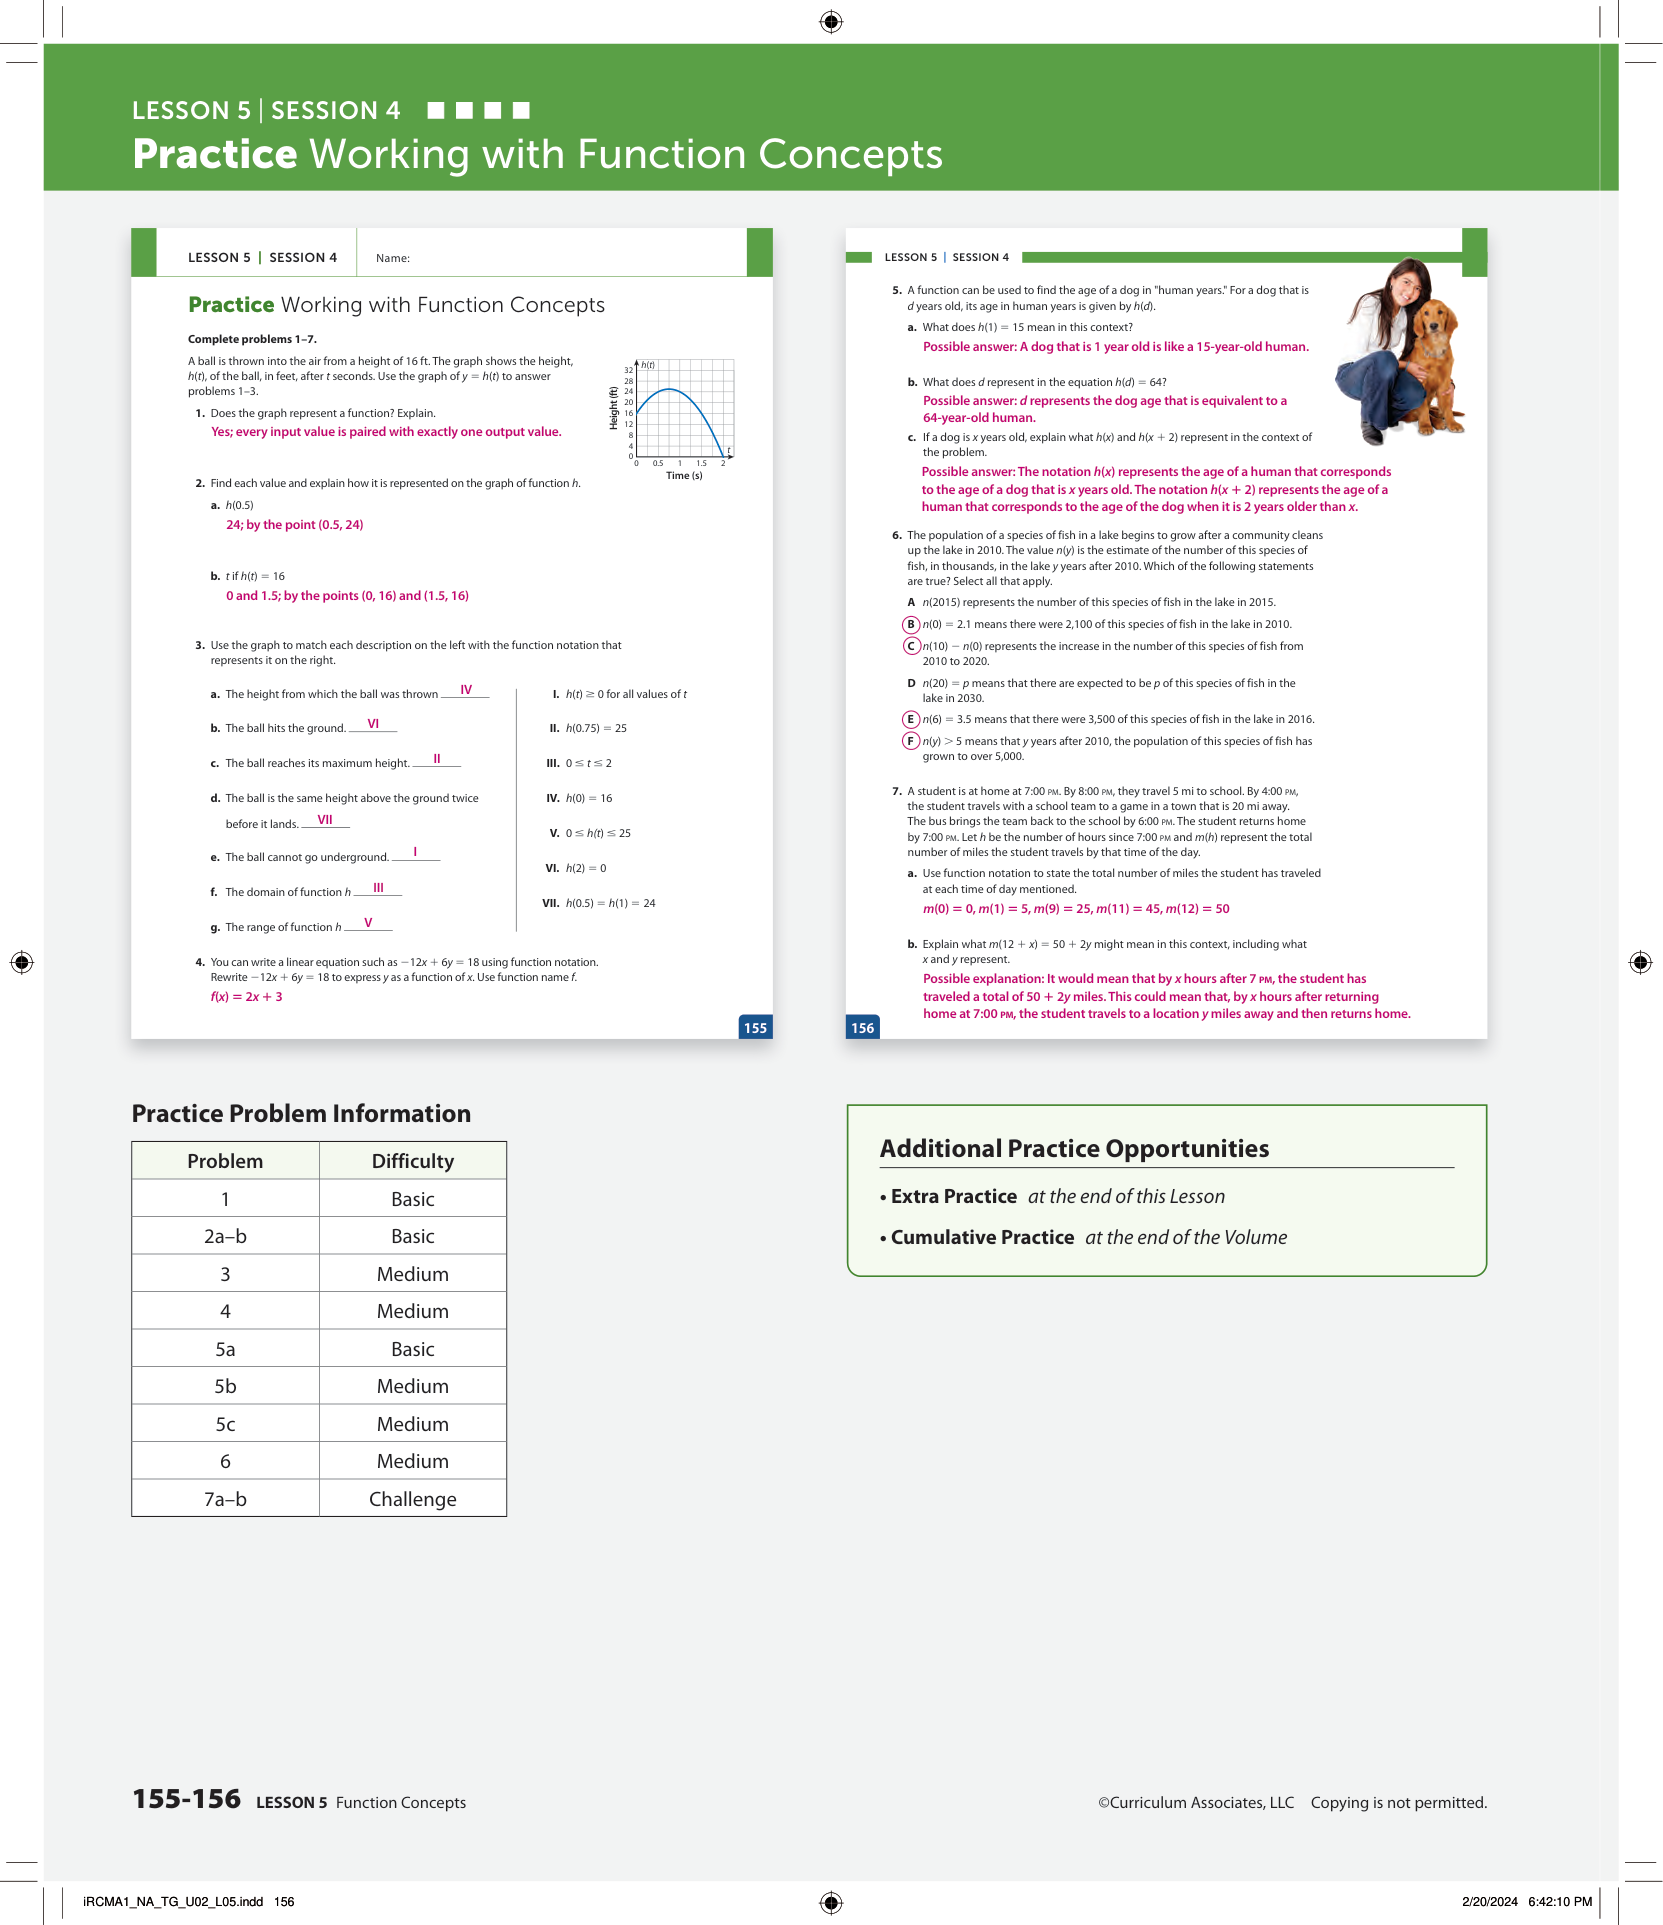 LESSON 5 | SESSION 4
Practice Working with Function Concepts
LESSON 5 | SESSION 4
Name:
Practice Working with Function Concepts
Complete problems 1–7.
A ball is thrown into the air from a height of 16 ft. The graph shows the height,
h(t), of the ball, in feet, after t seconds. Use the graph of y = h(t) to answer
problems 1–3.
1. Does the graph represent a function? Explain.
Yes; every input value is paired with exactly one output value.
h(t)
32
28
24
20
16
12
8
4
0
Height (ft)
t
0 0.5 1 1.5 2
Time (s)
2. Find each value and explain how it is represented on the graph of function h.
a. h(0.5)
24; by the point (0.5, 24)
b. t if h(t) = 16
0 and 1.5; by the points (0, 16) and (1.5, 16)
3. Use the graph to match each description on the left with the function notation that
represents it on the right.
a. The height from which the ball was thrown IV
b. The ball hits the ground. VI
c. The ball reaches its maximum height. II
d. The ball is the same height above the ground twice
before it lands. VII
e. The ball cannot go underground. I
f. The domain of function h III
g. The range of function h V
I. h(t) ≥ 0 for all values of t
II. h(0.75) = 25
III. 0 ≤ t ≤ 2
IV. h(0) = 16
V. 0 ≤ h(t) ≤ 25
VI. h(2) = 0
VII. h(0.5) = h(1) = 24
4. You can write a linear equation such as −12x + 6y = 18 using function notation.
Rewrite −12x + 6y = 18 to express y as a function of x. Use function name f.
f(x) = 2x + 3
155
LESSON 5 | SESSION 4
5. A function can be used to find the age of a dog in "human years." For a dog that is
d years old, its age in human years is given by h(d).
a. What does h(1) = 15 mean in this context?
Possible answer: A dog that is 1 year old is like a 15-year-old human.
b. What does d represent in the equation h(d) = 64?
Possible answer: d represents the dog age that is equivalent to a
64-year-old human.
c. If a dog is x years old, explain what h(x) and h(x + 2) represent in the context of
the problem.
Possible answer: The notation h(x) represents the age of a human that corresponds
to the age of a dog that is x years old. The notation h(x + 2) represents the age of a
human that corresponds to the age of the dog when it is 2 years older than x.
6. The population of a species of fish in a lake begins to grow after a community cleans
up the lake in 2010. The value n(y) is the estimate of the number of this species of
fish, in thousands, in the lake y years after 2010. Which of the following statements
are true? Select all that apply.
A n(2015) represents the number of this species of fish in the lake in 2015.
B n(0) = 2.1 means there were 2,100 of this species of fish in the lake in 2010.
C n(10) − n(0) represents the increase in the number of this species of fish from
2010 to 2020.
D n(20) = p means that there are expected to be p of this species of fish in the
lake in 2030.
E n(6) = 3.5 means that there were 3,500 of this species of fish in the lake in 2016.
F n(y) > 5 means that y years after 2010, the population of this species of fish has
grown to over 5,000.
7. A student is at home at 7:00 PM. By 8:00 PM, they travel 5 mi to school. By 4:00 PM,
the student travels with a school team to a game in a town that is 20 mi away.
The bus brings the team back to the school by 6:00 PM. The student returns home
by 7:00 PM. Let h be the number of hours since 7:00 PM and m(h) represent the total
number of miles the student travels by that time of the day.
a. Use function notation to state the total number of miles the student has traveled
at each time of day mentioned.
m(0) = 0, m(1) = 5, m(9) = 25, m(11) = 45, m(12) = 50
b. Explain what m(12 + x) = 50 + 2y might mean in this context, including what
x and y represent.
Possible explanation: It would mean that by x hours after 7 PM, the student has
traveled a total of 50 + 2y miles. This could mean that, by x hours after returning
home at 7:00 PM, the student travels to a location y miles away and then returns home.
156
Practice Problem Information
Problem Difficulty
1 Basic
2a–b Basic
3 Medium
4 Medium
5a Basic
5b Medium
5c Medium
6 Medium
7a–b Challenge
Additional Practice Opportunities
• Extra Practice at the end of this Lesson
• Cumulative Practice at the end of the Volume
155-156 LESSON 5 Function Concepts
©Curriculum Associates, LLC Copying is not permitted.
iRCMA1_NA_TG_U02_L05.indd 156
2/20/2024 6:42:10 PM